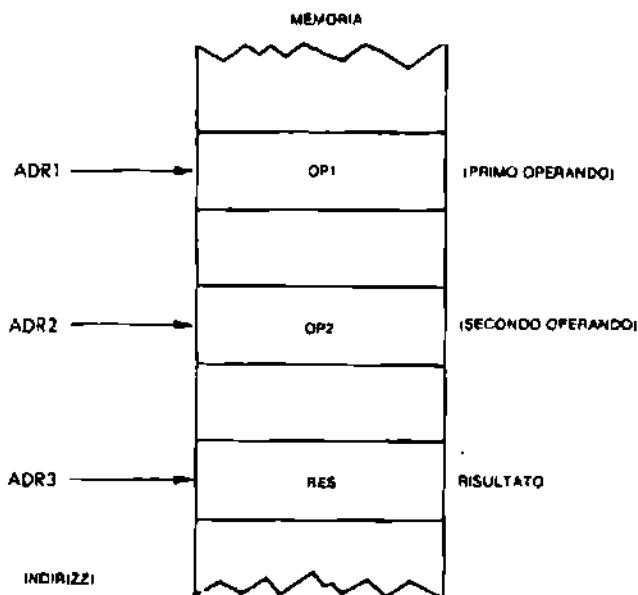 MEMORIA
ADR1 OP1 (PRIMO OPERANDO)
ADR2 OP2 (SECONDO OPERANDO)
ADR3 RES RISULTATO
INDIRIZZI